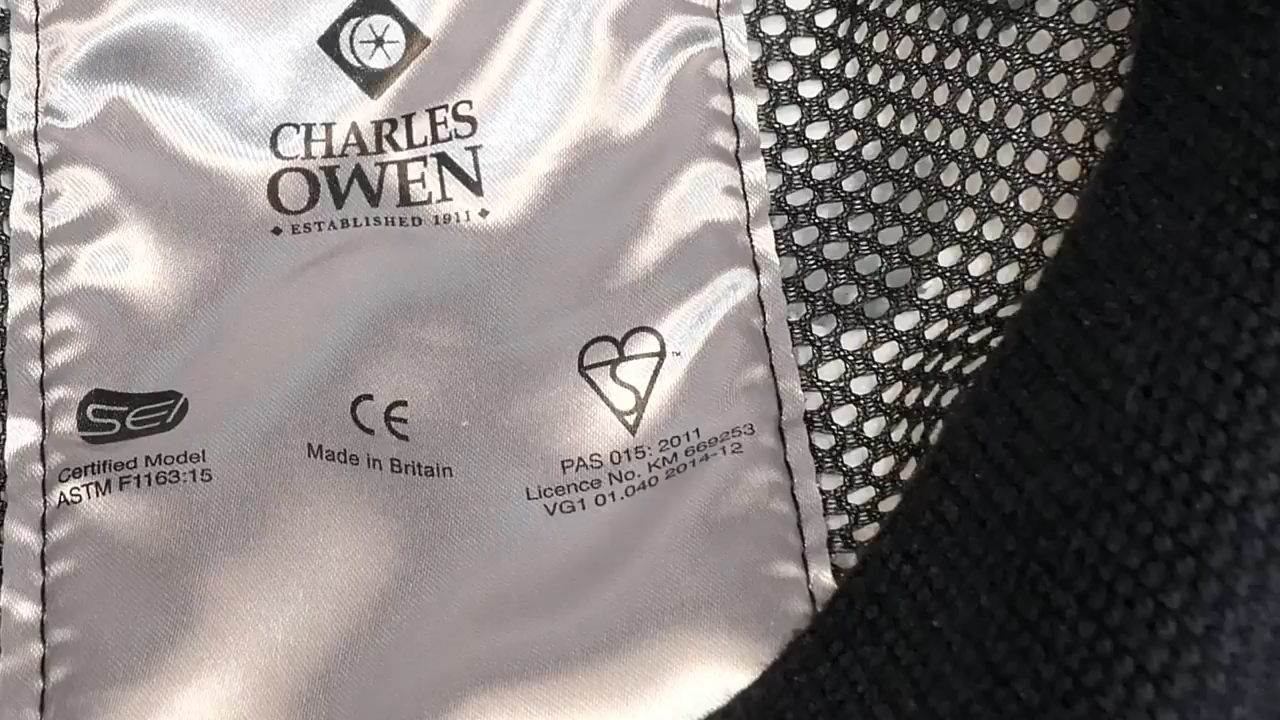 CHARLES
OWEN
ESTABLISHED 1911
SEI
Certified Model
ASTM F1163:15
CE
Made in Britain
™
PAS 015: 2011
Licence No. KM 669253
VG1 01.040 2014-12